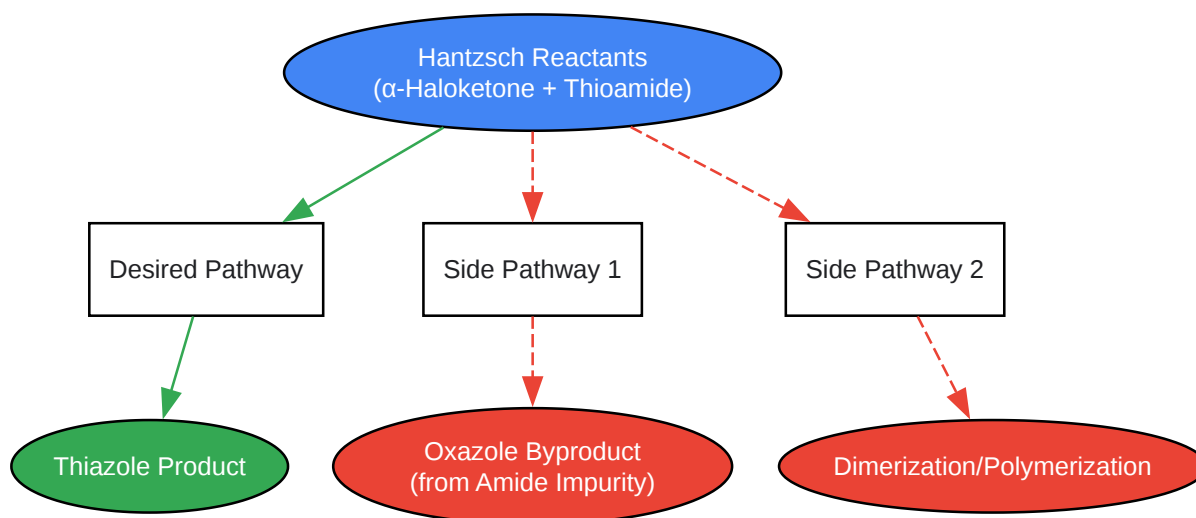 Hantzsch Reactants
(α-Haloketone + Thioamide)
Desired Pathway
Side Pathway 1
Side Pathway 2
Thiazole Product
Oxazole Byproduct
(from Amide Impurity)
Dimerization/Polymerization